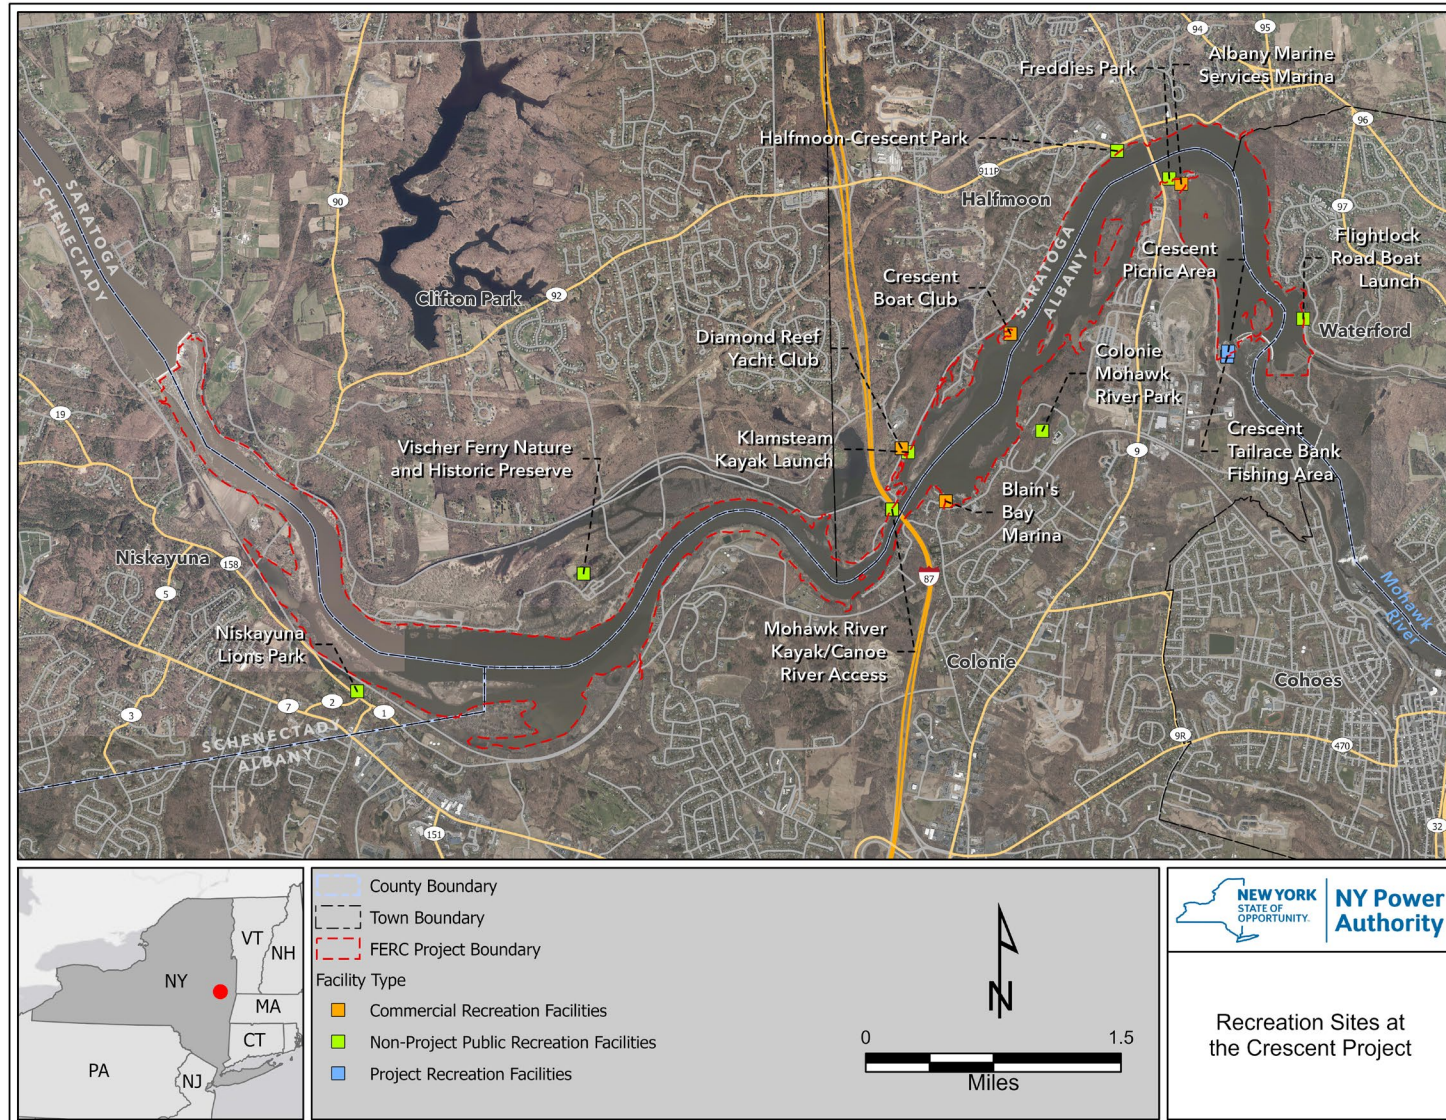 94
95
Albany Marine
Services Marina
Freddies Park
96
Halfmoon-Crescent Park
911P
Halfmoon
90
97
SARATOGA
SCHENECTADY
SARATOGA
ALBANY
Crescent
Picnic Area
Flightlock
Road Boat
Launch
Clifton Park
92
Crescent
Boat Club
Waterford
Diamond Reef
Yacht Club
Colonie
Mohawk
River Park
19
Klamsteam
Kayak Launch
9
Vischer Ferry Nature
and Historic Preserve
Crescent
Tailrace Bank
Fishing Area
Blain's
Bay
Marina
Niskayuna
158
5
87
Mohawk
River
Niskayuna
Lions Park
Mohawk River
Kayak/Canoe
River Access
Colonie
Cohoes
7
2
1
3
SCHENECTADY
ALBANY
9R
470
151
32
VT
NH
NY
MA
CT
PA
NJ
County Boundary
Town Boundary
FERC Project Boundary
Facility Type
Commercial Recreation Facilities
Non-Project Public Recreation Facilities
Project Recreation Facilities
N
0 1.5
Miles
NEW YORK
STATE OF
OPPORTUNITY.
NY Power
Authority
Recreation Sites at
the Crescent Project